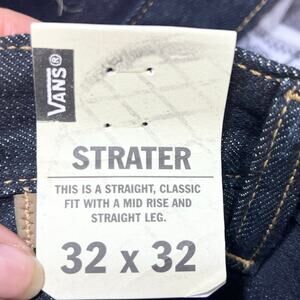 VANS®
STRATER
THIS IS A STRAIGHT, CLASSIC
FIT WITH A MID RISE AND
STRAIGHT LEG.
32 x 32